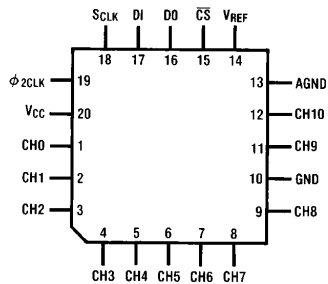 SCLK DI DO CS VREF
18 17 16 15 14
ϕ2CLK 19 13 AGND
VCC 20 12 CH10
CH0 1 11 CH9
CH1 2 10 GND
CH2 3 9 CH8
4 5 6 7 8
CH3 CH4 CH5 CH6 CH7